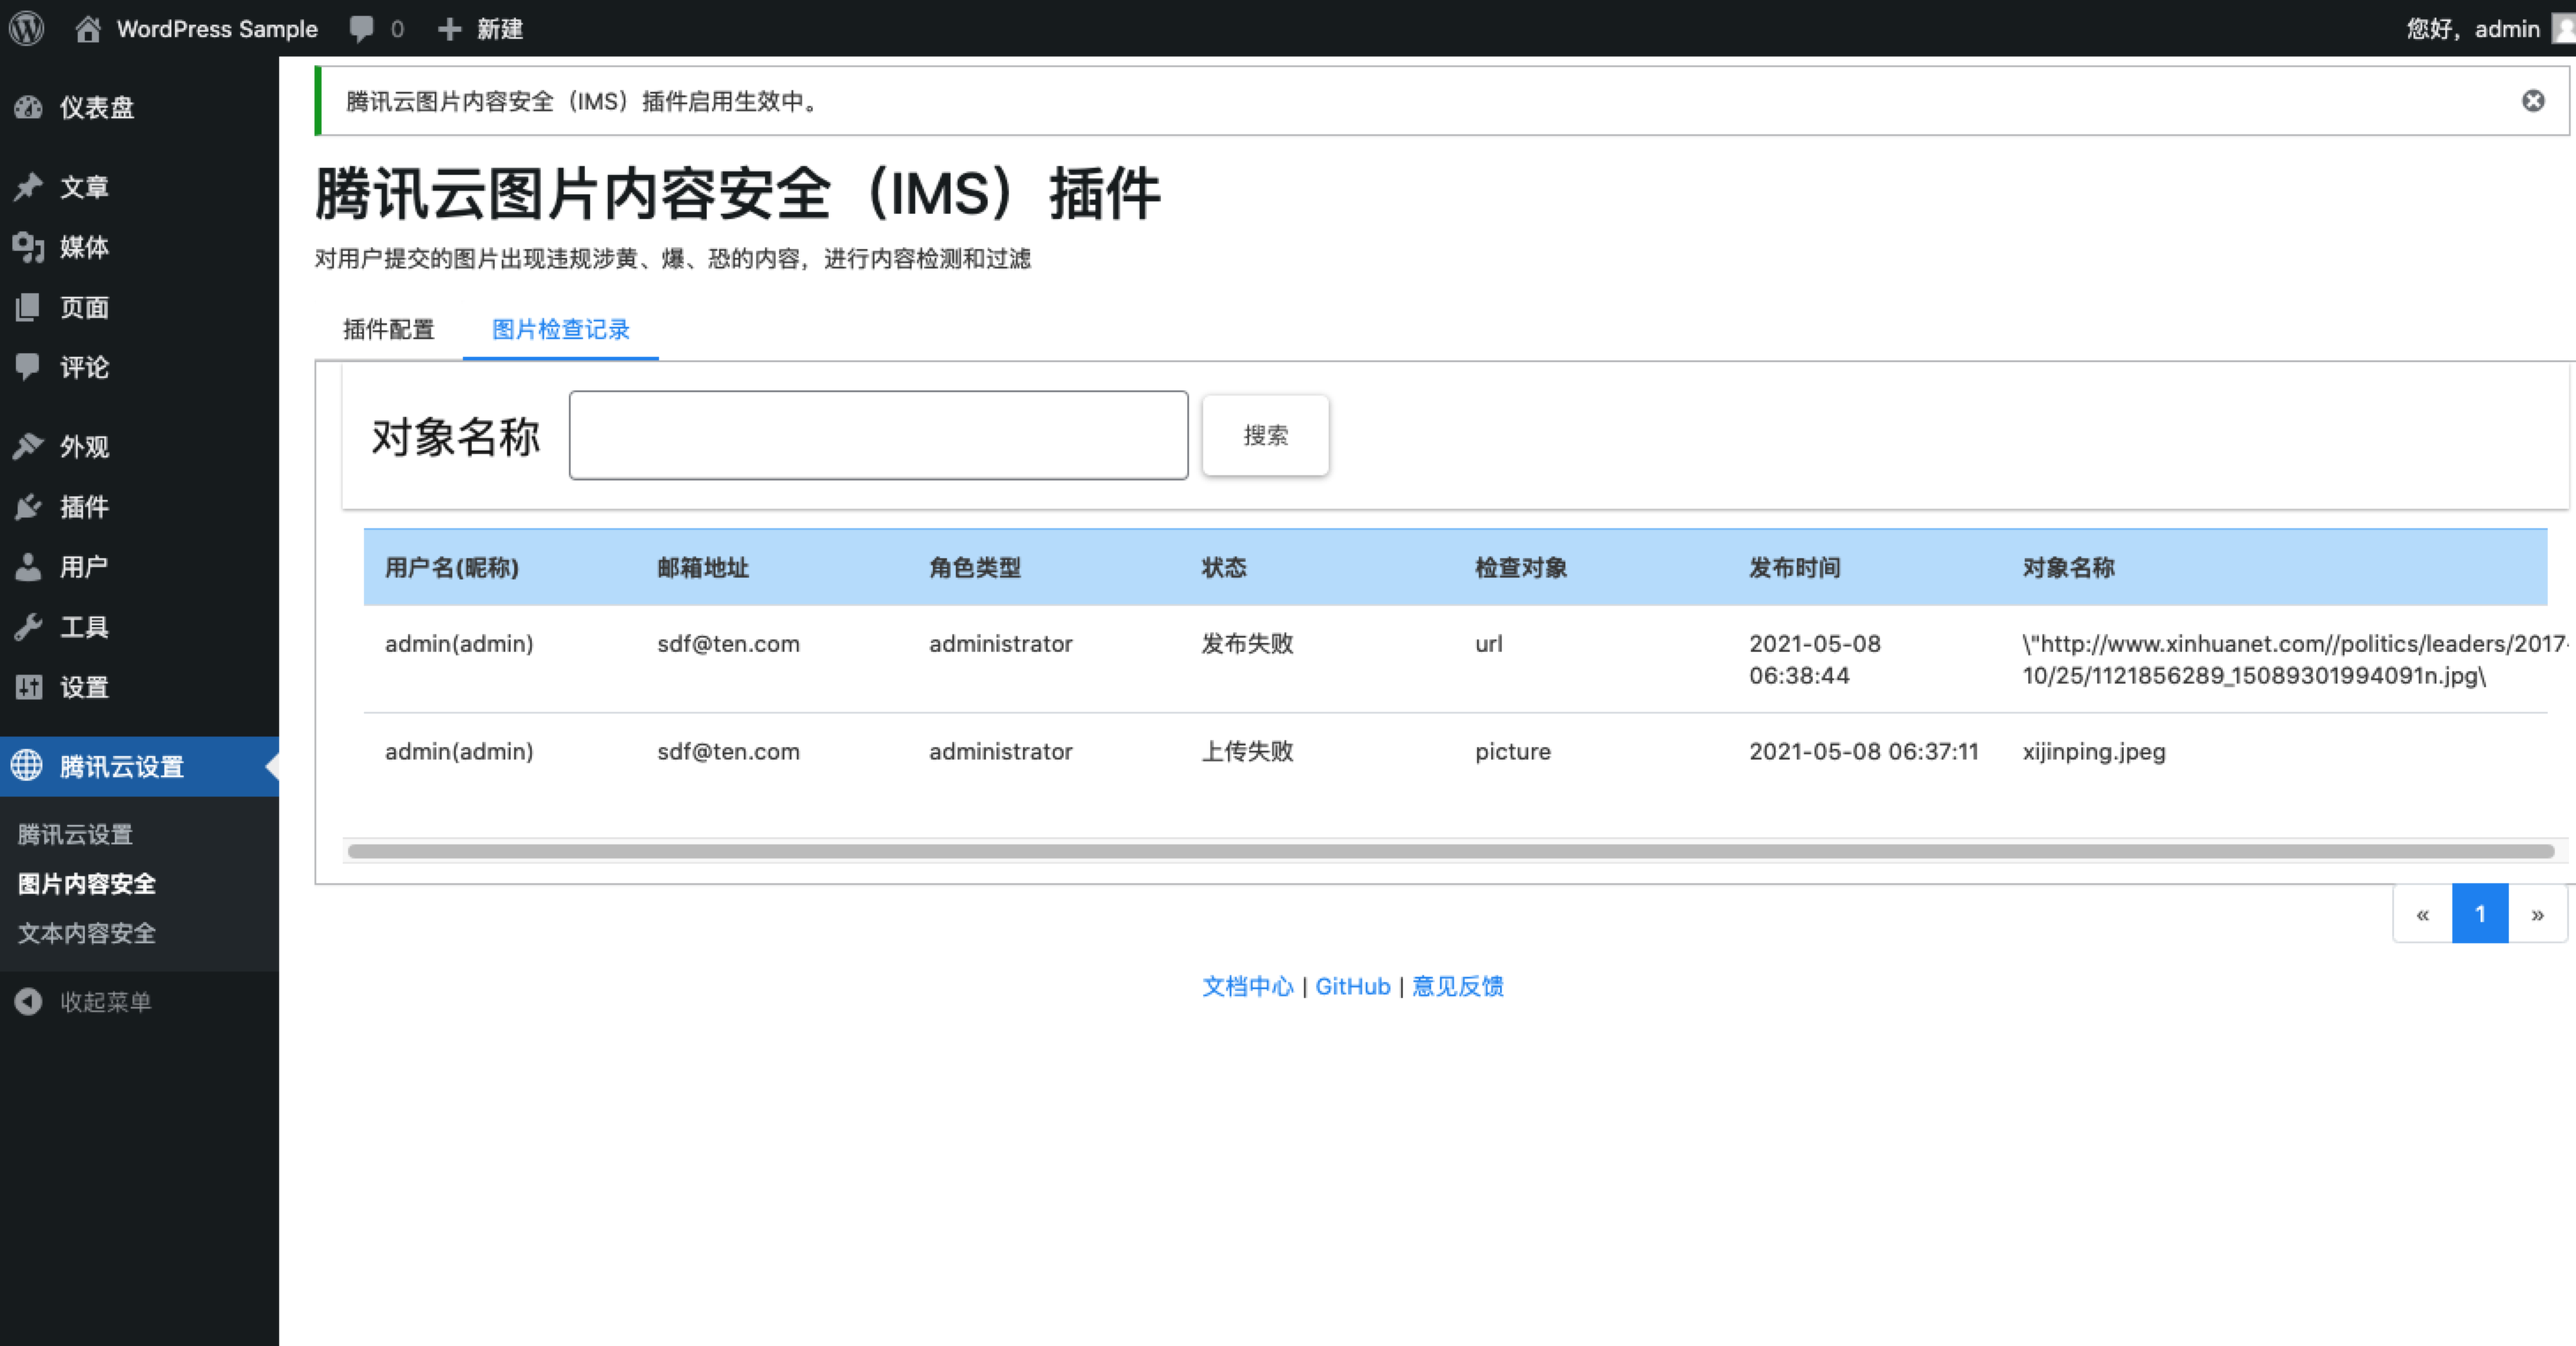 WordPress Sample 0 新建 您好，admin
仪表盘
文章
媒体
页面
评论
外观
插件
用户
工具
设置
腾讯云设置
腾讯云设置
图片内容安全
文本内容安全
收起菜单
腾讯云图片内容安全（IMS）插件启用生效中。
腾讯云图片内容安全（IMS）插件
对用户提交的图片出现违规涉黄、爆、恐的内容，进行内容检测和过滤
插件配置 图片检查记录
对象名称 搜索
用户名(昵称) 邮箱地址 角色类型 状态 检查对象 发布时间 对象名称
admin(admin) sdf@ten.com administrator 发布失败 url 2021-05-08 \"http://www.xinhuanet.com//politics/leaders/2017-
06:38:44 10/25/1121856289_15089301994091n.jpg\
admin(admin) sdf@ten.com administrator 上传失败 picture 2021-05-08 06:37:11 xijinping.jpeg
« 1 »
文档中心 | GitHub | 意见反馈